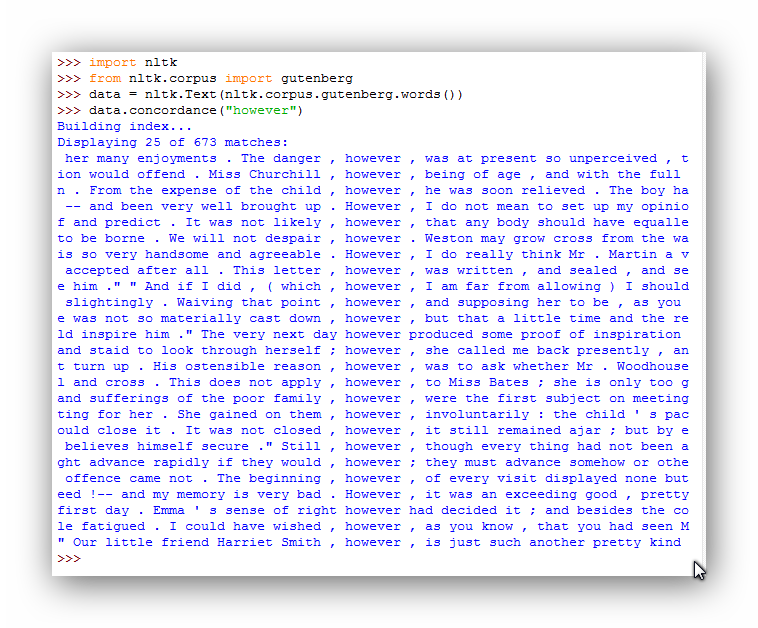 >>> import nltk
>>> from nltk.corpus import gutenberg
>>> data = nltk.Text(nltk.corpus.gutenberg.words())
>>> data.concordance("however")
Building index...
Displaying 25 of 673 matches:
 her many enjoyments . The danger , however , was at present so unperceived , t
ion would offend . Miss Churchill , however , being of age , and with the full
n . From the expense of the child , however , he was soon relieved . The boy ha
 -- and been very well brought up . However , I do not mean to set up my opinio
f and predict . It was not likely , however , that any body should have equalle
to be borne . We will not despair , however . Weston may grow cross from the wa
is so very handsome and agreeable . However , I do really think Mr . Martin a v
 accepted after all . This letter , however , was written , and sealed , and se
e him ." " And if I did , ( which , however , I am far from allowing ) I should
 slightingly . Waiving that point , however , and supposing her to be , as you
e was not so materially cast down , however , but that a little time and the re
ld inspire him ." The very next day however produced some proof of inspiration
and staid to look through herself ; however , she called me back presently , an
t turn up . His ostensible reason , however , was to ask whether Mr . Woodhouse
l and cross . This does not apply , however , to Miss Bates ; she is only too g
and sufferings of the poor family , however , were the first subject on meeting
ting for her . She gained on them , however , involuntarily : the child ' s pac
ould close it . It was not closed , however , it still remained ajar ; but by e
 believes himself secure ." Still , however , though every thing had not been a
ght advance rapidly if they would , however ; they must advance somehow or othe
 offence came not . The beginning , however , of every visit displayed none but
eed !-- and my memory is very bad . However , it was an exceeding good , pretty
first day . Emma ' s sense of right however had decided it ; and besides the co
le fatigued . I could have wished , however , as you know , that you had seen M
" Our little friend Harriet Smith , however , is just such another pretty kind
>>>